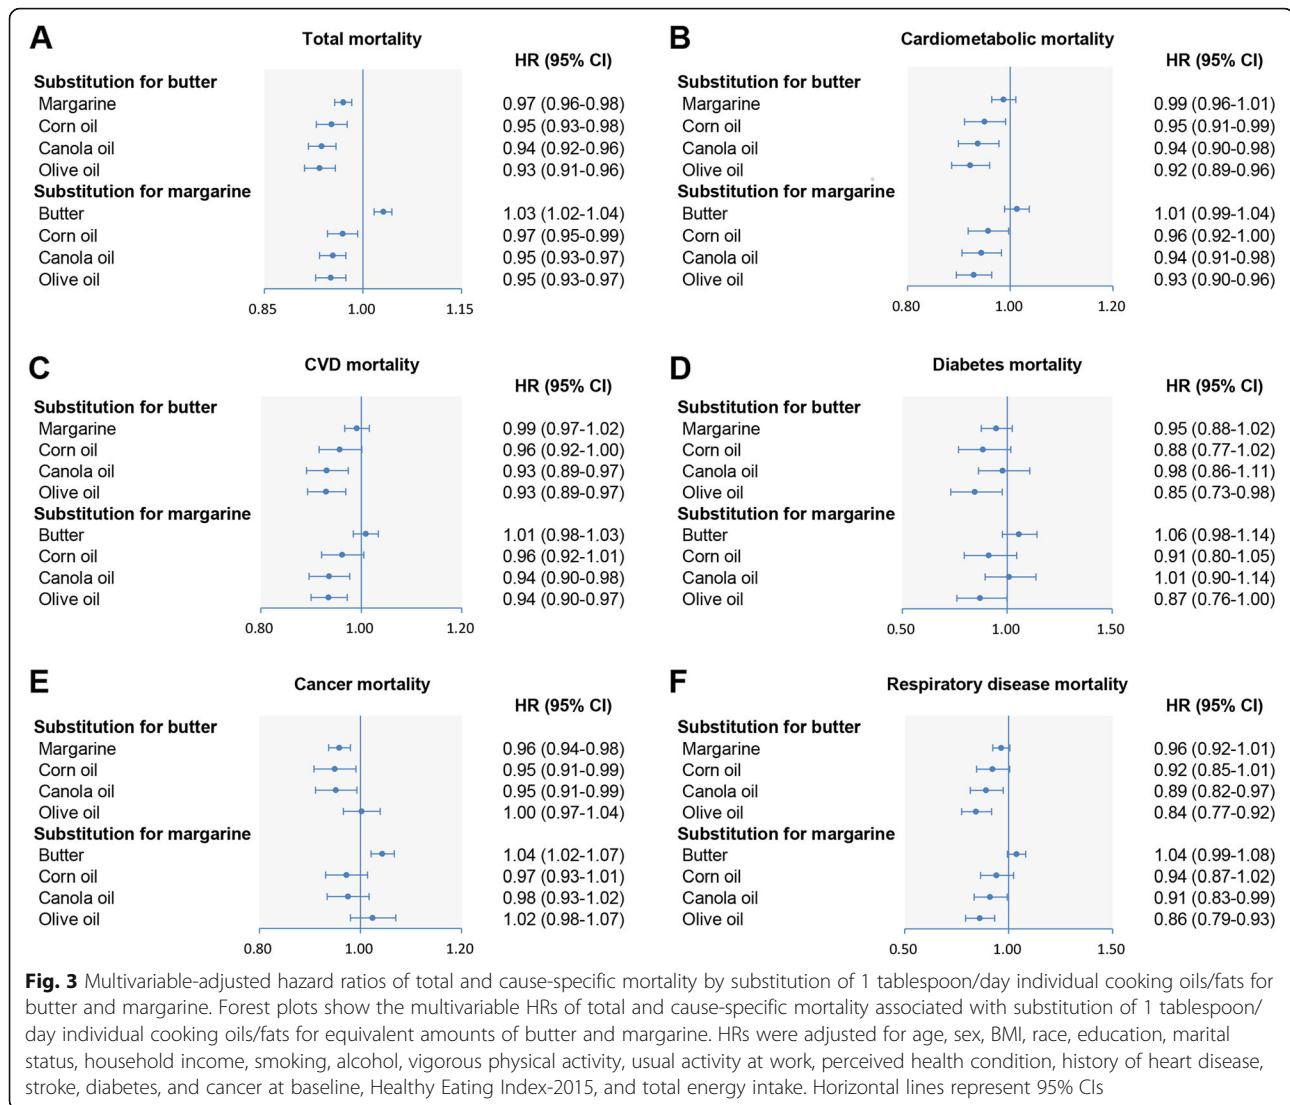 A
Total mortality
HR (95% CI)
Substitution for butter
Margarine 0.97 (0.96-0.98)
Corn oil 0.95 (0.93-0.98)
Canola oil 0.94 (0.92-0.96)
Olive oil 0.93 (0.91-0.96)
Substitution for margarine
Butter 1.03 (1.02-1.04)
Corn oil 0.97 (0.95-0.99)
Canola oil 0.95 (0.93-0.97)
Olive oil 0.95 (0.93-0.97)
0.85 1.00 1.15
B
Cardiometabolic mortality
HR (95% CI)
Substitution for butter
Margarine 0.99 (0.96-1.01)
Corn oil 0.95 (0.91-0.99)
Canola oil 0.94 (0.90-0.98)
Olive oil 0.92 (0.89-0.96)
Substitution for margarine
Butter 1.01 (0.99-1.04)
Corn oil 0.96 (0.92-1.00)
Canola oil 0.94 (0.91-0.98)
Olive oil 0.93 (0.90-0.96)
0.80 1.00 1.20
C
CVD mortality
HR (95% CI)
Substitution for butter
Margarine 0.99 (0.97-1.02)
Corn oil 0.96 (0.92-1.00)
Canola oil 0.93 (0.89-0.97)
Olive oil 0.93 (0.89-0.97)
Substitution for margarine
Butter 1.01 (0.98-1.03)
Corn oil 0.96 (0.92-1.01)
Canola oil 0.94 (0.90-0.98)
Olive oil 0.94 (0.90-0.97)
0.80 1.00 1.20
D
Diabetes mortality
HR (95% CI)
Substitution for butter
Margarine 0.95 (0.88-1.02)
Corn oil 0.88 (0.77-1.02)
Canola oil 0.98 (0.86-1.11)
Olive oil 0.85 (0.73-0.98)
Substitution for margarine
Butter 1.06 (0.98-1.14)
Corn oil 0.91 (0.80-1.05)
Canola oil 1.01 (0.90-1.14)
Olive oil 0.87 (0.76-1.00)
0.50 1.00 1.50
E
Cancer mortality
HR (95% CI)
Substitution for butter
Margarine 0.96 (0.94-0.98)
Corn oil 0.95 (0.91-0.99)
Canola oil 0.95 (0.91-0.99)
Olive oil 1.00 (0.97-1.04)
Substitution for margarine
Butter 1.04 (1.02-1.07)
Corn oil 0.97 (0.93-1.01)
Canola oil 0.98 (0.93-1.02)
Olive oil 1.02 (0.98-1.07)
0.80 1.00 1.20
F
Respiratory disease mortality
HR (95% CI)
Substitution for butter
Margarine 0.96 (0.92-1.01)
Corn oil 0.92 (0.85-1.01)
Canola oil 0.89 (0.82-0.97)
Olive oil 0.84 (0.77-0.92)
Substitution for margarine
Butter 1.04 (0.99-1.08)
Corn oil 0.94 (0.87-1.02)
Canola oil 0.91 (0.83-0.99)
Olive oil 0.86 (0.79-0.93)
0.50 1.00 1.50
Fig. 3 Multivariable-adjusted hazard ratios of total and cause-specific mortality by substitution of 1 tablespoon/day individual cooking oils/fats for
butter and margarine. Forest plots show the multivariable HRs of total and cause-specific mortality associated with substitution of 1 tablespoon/
day individual cooking oils/fats for equivalent amounts of butter and margarine. HRs were adjusted for age, sex, BMI, race, education, marital
status, household income, smoking, alcohol, vigorous physical activity, usual activity at work, perceived health condition, history of heart disease,
stroke, diabetes, and cancer at baseline, Healthy Eating Index-2015, and total energy intake. Horizontal lines represent 95% CIs